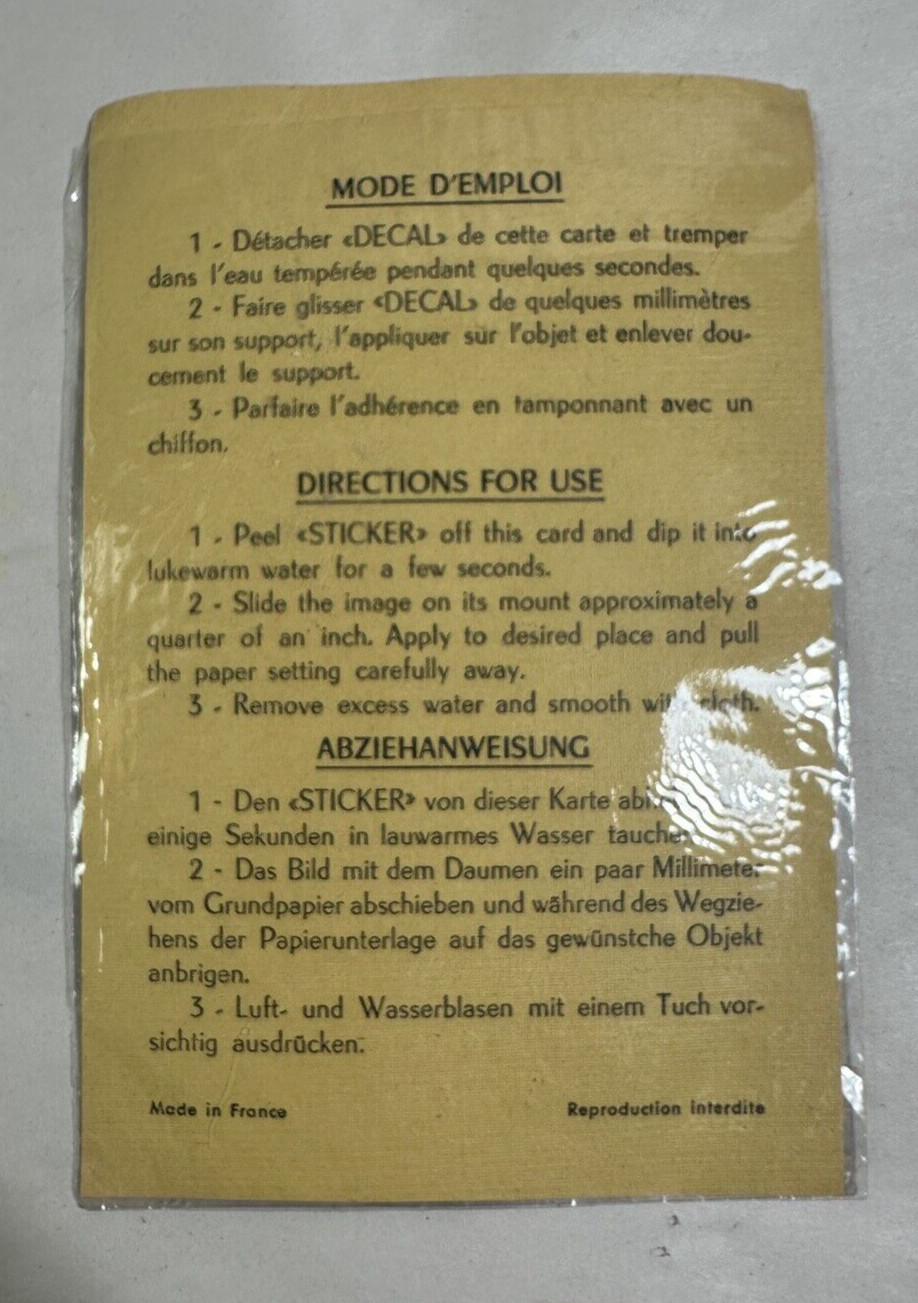 MODE D'EMPLOI
1 - Détacher «DECAL» de cette carte et tremper
dans l'eau tempérée pendant quelques secondes.
2 - Faire glisser «DECAL» de quelques millimètres
sur son support, l'appliquer sur l'objet et enlever dou-
cement le support.
3 - Parfaire l'adhérence en tamponnant avec un
chiffon.
DIRECTIONS FOR USE
1 - Peel «STICKER» off this card and dip it into
lukewarm water for a few seconds.
2 - Slide the image on its mount approximately a
quarter of an inch. Apply to desired place and pull
the paper setting carefully away.
3 - Remove excess water and smooth with cloth.
ABZIEHANWEISUNG
1 - Den «STICKER» von dieser Karte
einige Sekunden in lauwarmes Wasser
2 - Das Bild mit dem Daumen ein paar Millimeter
vom Grundpapier abschieben und während des Wegzie-
hens der Papierunterlage auf das gewünstche Objekt
anbrigen.
3 - Luft- und Wasserblasen mit einem Tuch vor-
sichtig ausdrücken.
Made in France
Reproduction interdite